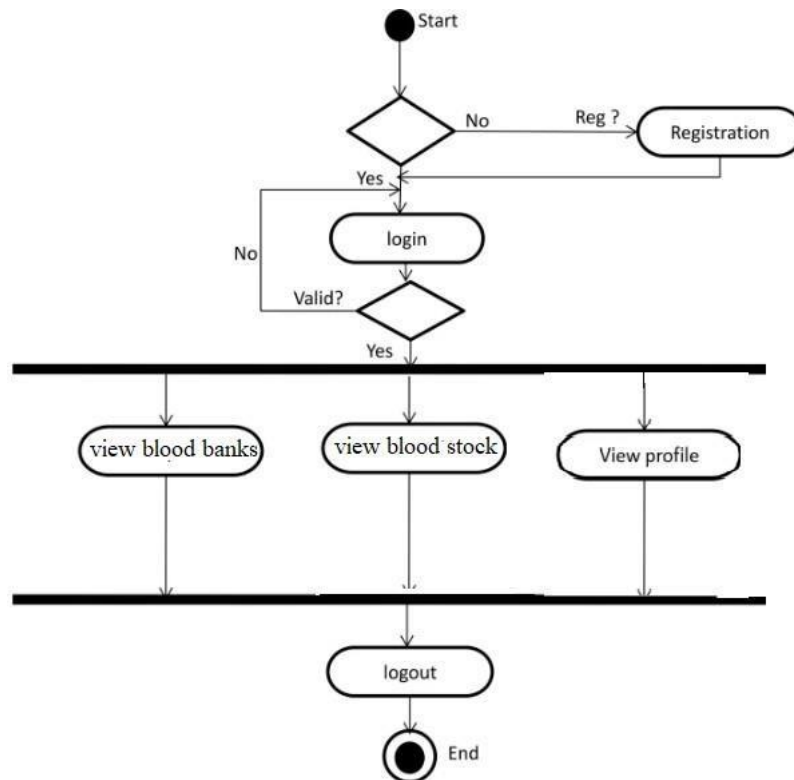 Start
No
Reg ?
Registration
Yes
login
No
Valid?
Yes
view blood banks
view blood stock
View profile
logout
End